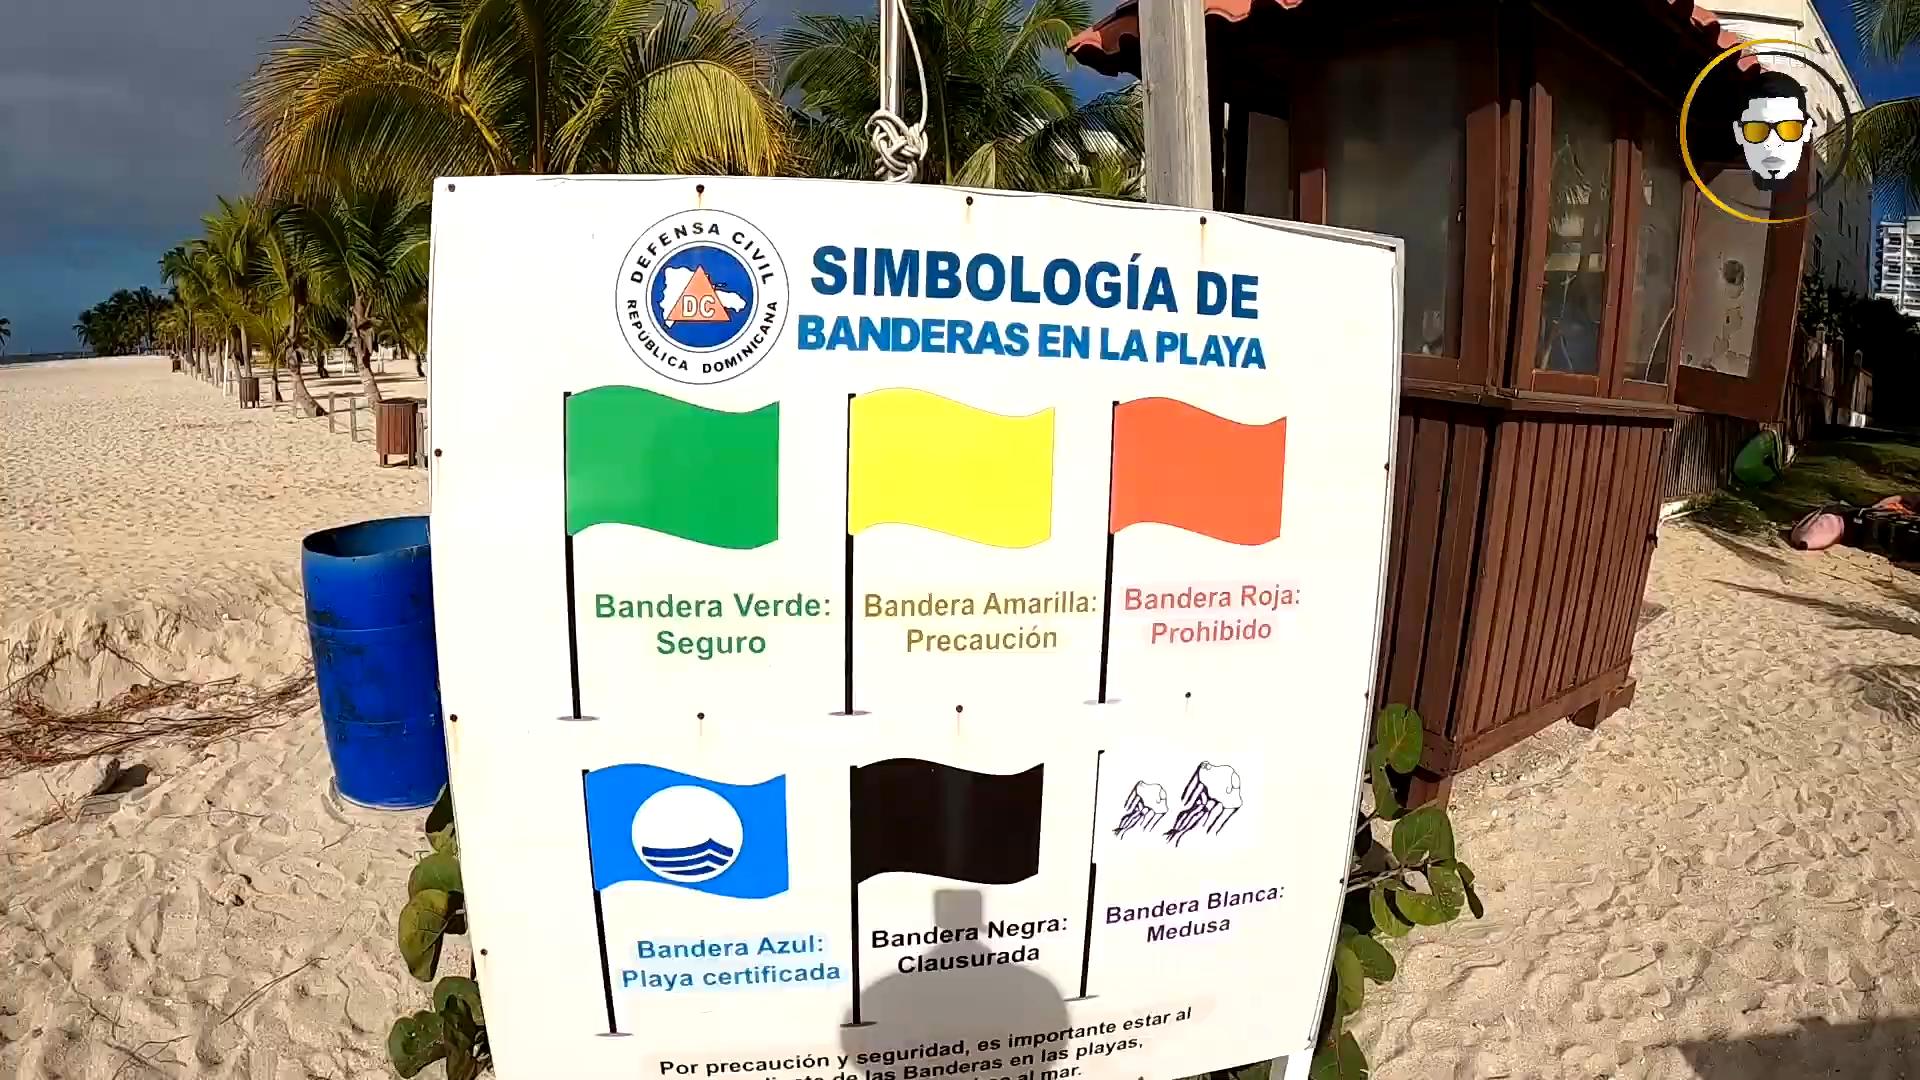 DEFENSA CIVIL
DC
REPÚBLICA DOMINICANA
SIMBOLOGÍA DE
BANDERAS EN LA PLAYA
Bandera Verde:
Seguro
Bandera Amarilla:
Precaución
Bandera Roja:
Prohibido
Bandera Azul:
Playa certificada
Bandera Negra:
Clausurada
Bandera Blanca:
Medusa
Por precaución y seguridad, es importante estar al
de las Banderas en las playas,
al mar.